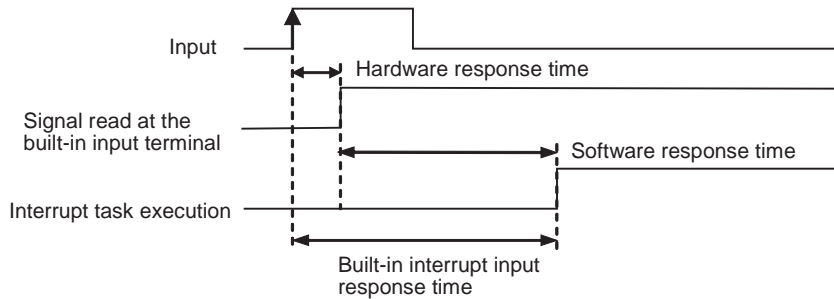 Input
Hardware response time
Signal read at the
built-in input terminal
Software response time
Interrupt task execution
Built-in interrupt input
response time